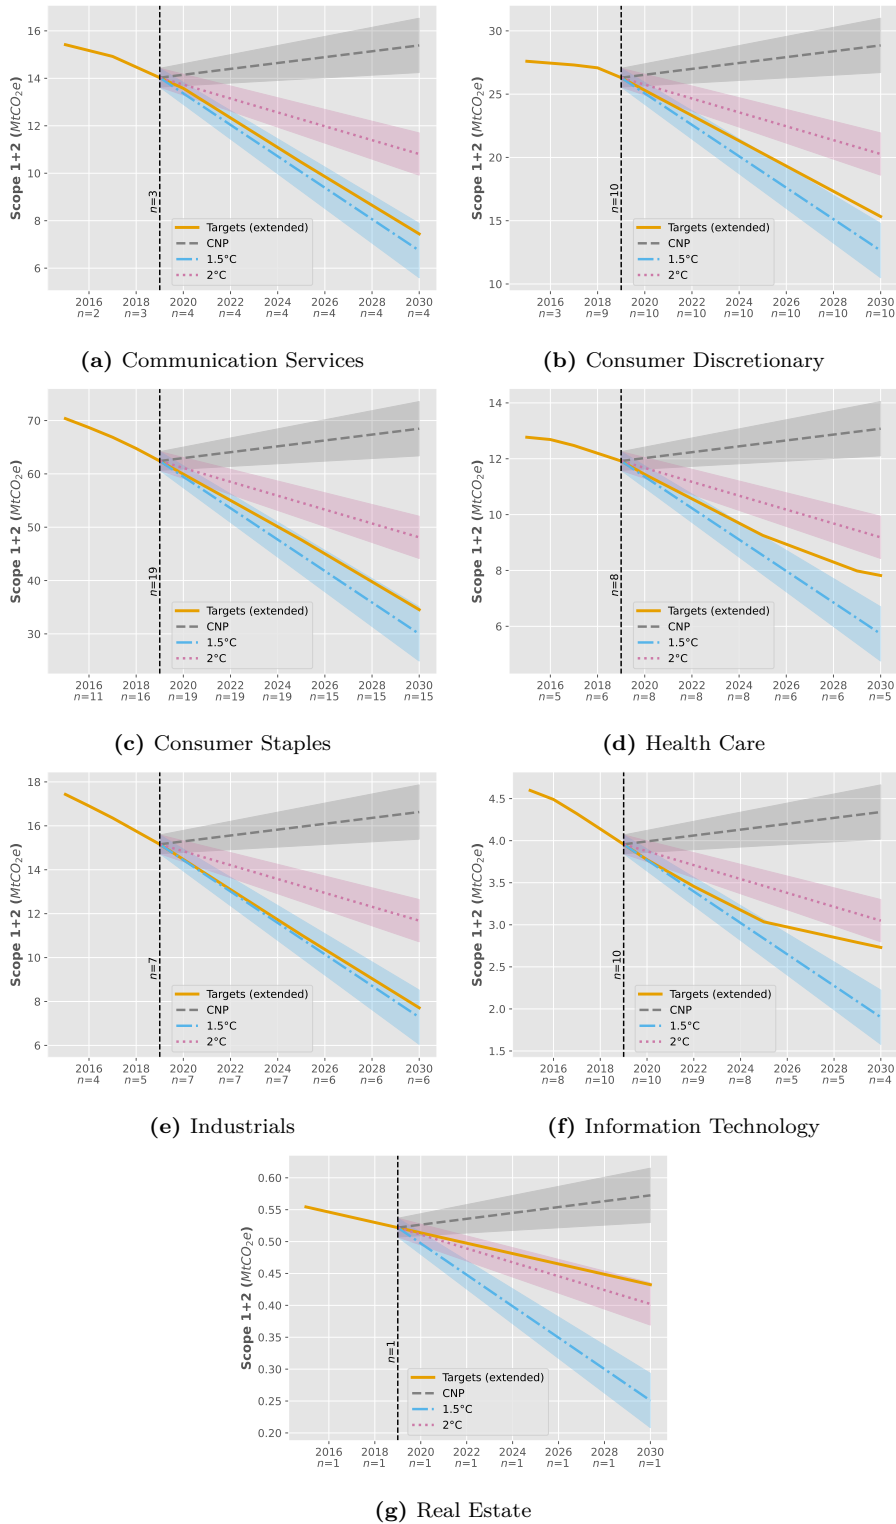 16
14
12
10
8
6
Scope 1+2 (MtCO₂e)
n=3
Targets (extended)
CNP
1.5°C
2°C
2016 2018 2020 2022 2024 2026 2028 2030
n=2 n=3 n=4 n=4 n=4 n=4 n=4 n=4
(a) Communication Services
30
25
20
15
10
Scope 1+2 (MtCO₂e)
n=10
Targets (extended)
CNP
1.5°C
2°C
2016 2018 2020 2022 2024 2026 2028 2030
n=3 n=9 n=10 n=10 n=10 n=10 n=10 n=10
(b) Consumer Discretionary
70
60
50
40
30
Scope 1+2 (MtCO₂e)
n=19
Targets (extended)
CNP
1.5°C
2°C
2016 2018 2020 2022 2024 2026 2028 2030
n=11 n=16 n=19 n=19 n=19 n=15 n=15 n=15
(c) Consumer Staples
14
12
10
8
6
Scope 1+2 (MtCO₂e)
n=8
Targets (extended)
CNP
1.5°C
2°C
2016 2018 2020 2022 2024 2026 2028 2030
n=5 n=6 n=8 n=8 n=8 n=6 n=6 n=5
(d) Health Care
18
16
14
12
10
8
6
Scope 1+2 (MtCO₂e)
n=7
Targets (extended)
CNP
1.5°C
2°C
2016 2018 2020 2022 2024 2026 2028 2030
n=4 n=5 n=7 n=7 n=7 n=6 n=6 n=6
(e) Industrials
4.5
4.0
3.5
3.0
2.5
2.0
1.5
Scope 1+2 (MtCO₂e)
n=10
Targets (extended)
CNP
1.5°C
2°C
2016 2018 2020 2022 2024 2026 2028 2030
n=8 n=10 n=10 n=9 n=8 n=5 n=5 n=4
(f) Information Technology
0.60
0.55
0.50
0.45
0.40
0.35
0.30
0.25
0.20
Scope 1+2 (MtCO₂e)
n=1
Targets (extended)
CNP
1.5°C
2°C
2016 2018 2020 2022 2024 2026 2028 2030
n=1 n=1 n=1 n=1 n=1 n=1 n=1 n=1
(g) Real Estate